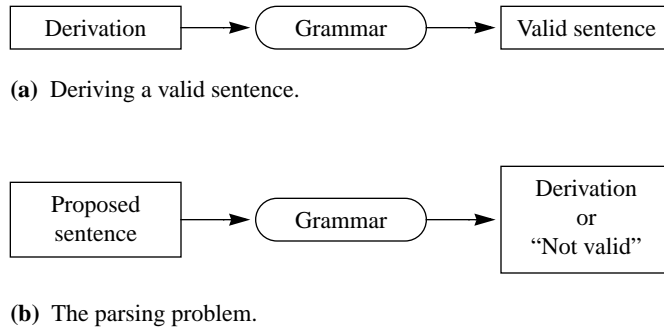 Derivation
Grammar
Valid sentence
(a) Deriving a valid sentence.
Proposed
sentence
Grammar
Derivation
or
“Not valid”
(b) The parsing problem.